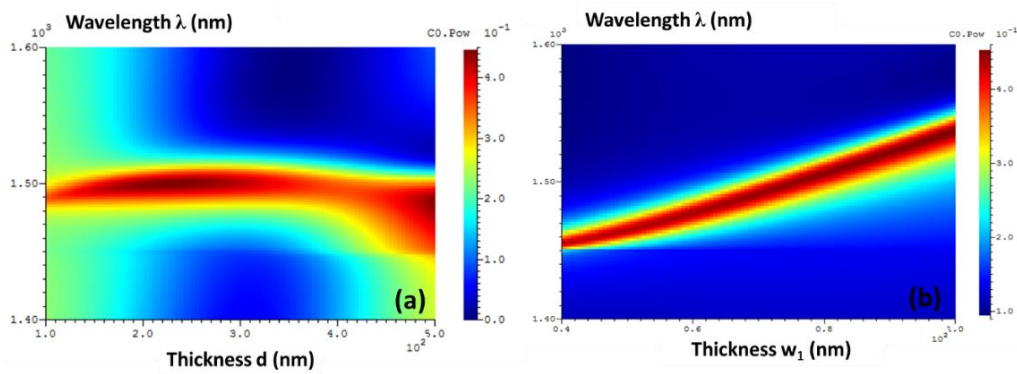 Wavelength λ (nm)
10³
C0.Pow
10⁻¹
1.60
1.50
1.40
4.0
3.0
2.0
1.0
0.0
(a)
1.0 2.0 3.0 4.0 5.0
10²
Thickness d (nm)
Wavelength λ (nm)
10³
C0.Pow 10⁻¹
1.60
1.50
1.40
4.0
3.0
2.0
1.0
(b)
0.4 0.6 0.8 1.0
10²
Thickness w₁ (nm)